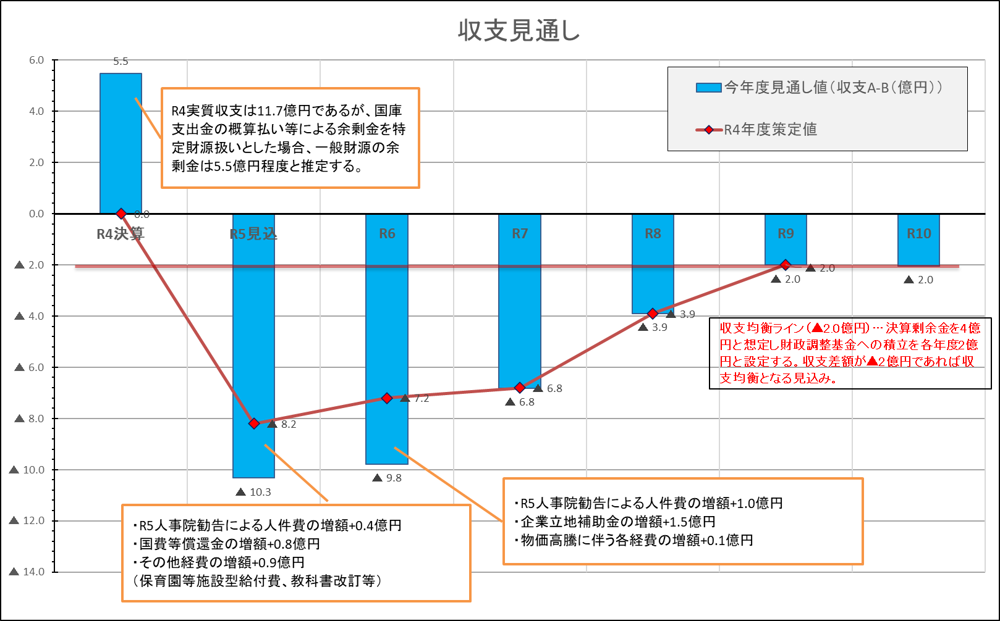 収支見通し
6.0
4.0
2.0
0.0
▲ 2.0
▲ 4.0
▲ 6.0
▲ 8.0
▲ 10.0
▲ 12.0
▲ 14.0
今年度見通し値（収支A-B（億円））
R4年度策定値
5.5
R4実質収支は11.7億円であるが、国庫
支出金の概算払い等による余剰金を特
定財源扱いとした場合、一般財源の余
剰金は5.5億円程度と推定する。
0.0
R4決算
R5見込
R6
R7
R8
R9
R10
▲ 8.2
▲ 7.2
▲ 6.8
▲ 3.9
▲ 2.0
▲ 10.3
▲ 9.8
▲ 6.8
▲ 3.9
▲ 2.0
▲ 2.0
収支均衡ライン（▲2.0億円）…決算剰余金を4億
円と想定し財政調整基金への積立を各年度2億
円と設定する。収支差額が▲2億円であれば収
支均衡となる見込み。
・R5人事院勧告による人件費の増額+0.4億円
・国費等償還金の増額+0.8億円
・その他経費の増額+0.9億円
（保育園等施設型給付費、教科書改訂等）
・R5人事院勧告による人件費の増額+1.0億円
・企業立地補助金の増額+1.5億円
・物価高騰に伴う各経費の増額+0.1億円